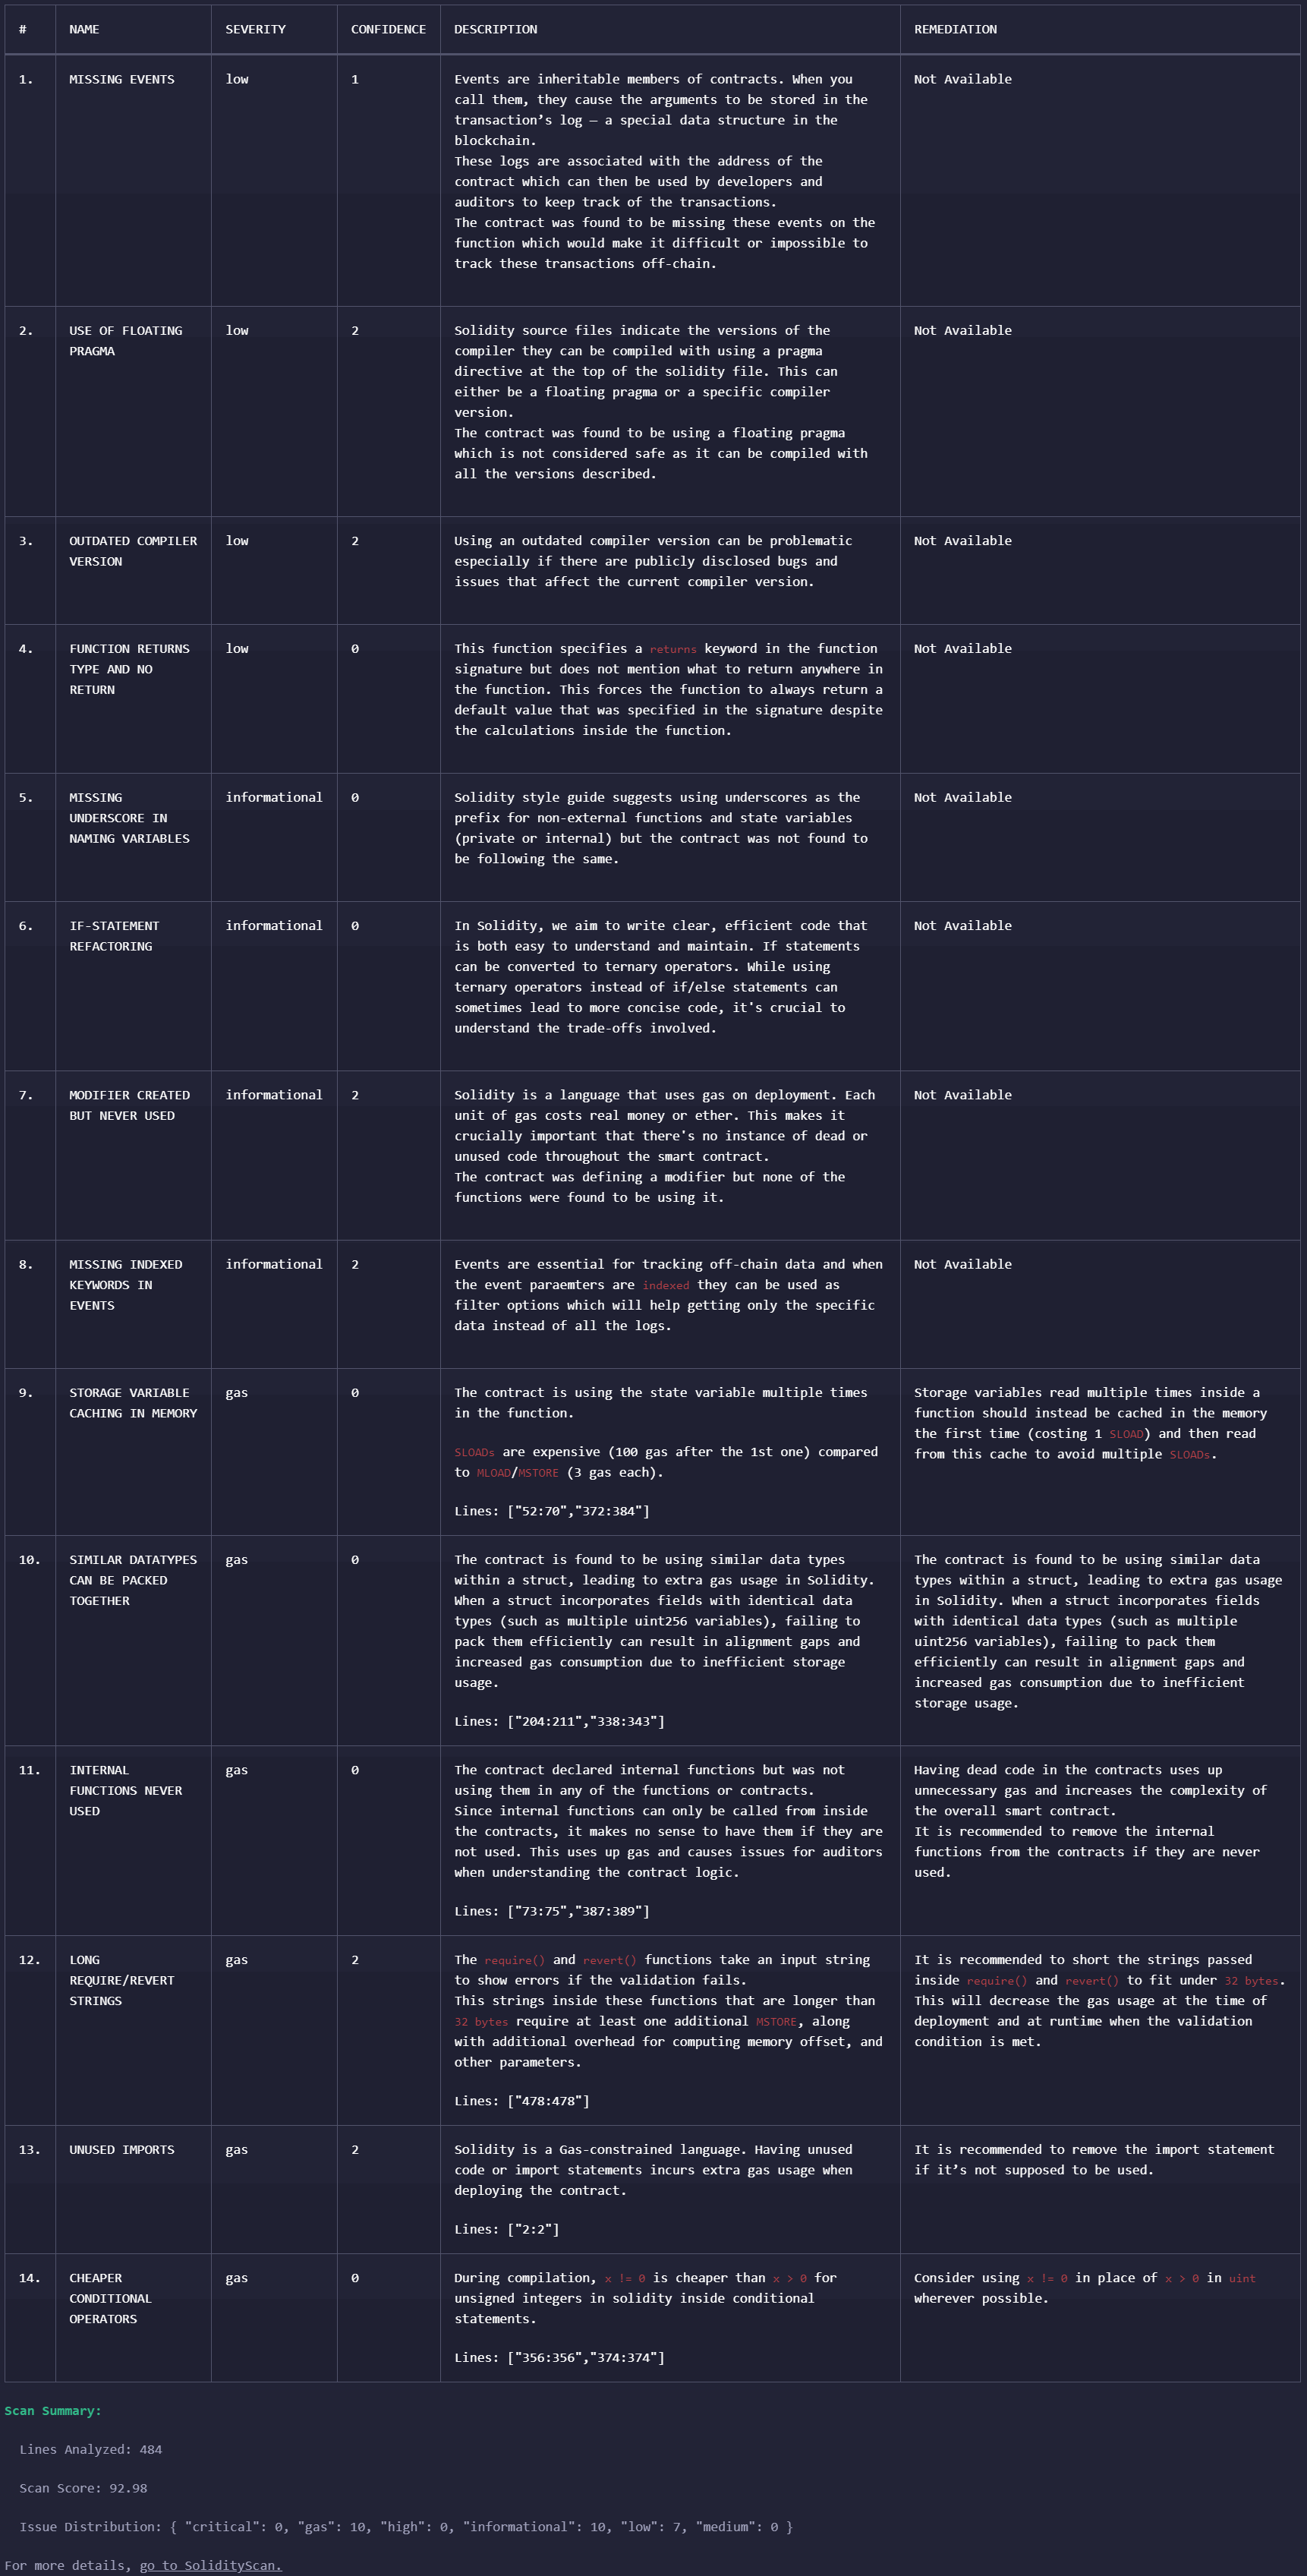 # NAME SEVERITY CONFIDENCE DESCRIPTION REMEDIATION
1. MISSING EVENTS low 1 Events are inheritable members of contracts. When you Not Available
call them, they cause the arguments to be stored in the
transaction’s log — a special data structure in the
blockchain.
These logs are associated with the address of the
contract which can then be used by developers and
auditors to keep track of the transactions.
The contract was found to be missing these events on the
function which would make it difficult or impossible to
track these transactions off-chain.
2. USE OF FLOATING low 2 Solidity source files indicate the versions of the Not Available
PRAGMA compiler they can be compiled with using a pragma
directive at the top of the solidity file. This can
either be a floating pragma or a specific compiler
version.
The contract was found to be using a floating pragma
which is not considered safe as it can be compiled with
all the versions described.
3. OUTDATED COMPILER low 2 Using an outdated compiler version can be problematic Not Available
VERSION especially if there are publicly disclosed bugs and
issues that affect the current compiler version.
4. FUNCTION RETURNS low 0 This function specifies a returns keyword in the function Not Available
TYPE AND NO signature but does not mention what to return anywhere in
RETURN the function. This forces the function to always return a
default value that was specified in the signature despite
the calculations inside the function.
5. MISSING informational 0 Solidity style guide suggests using underscores as the Not Available
UNDERSCORE IN prefix for non-external functions and state variables
NAMING VARIABLES (private or internal) but the contract was not found to
be following the same.
6. IF-STATEMENT informational 0 In Solidity, we aim to write clear, efficient code that Not Available
REFACTORING is both easy to understand and maintain. If statements
can be converted to ternary operators. While using
ternary operators instead of if/else statements can
sometimes lead to more concise code, it's crucial to
understand the trade-offs involved.
7. MODIFIER CREATED informational 2 Solidity is a language that uses gas on deployment. Each Not Available
BUT NEVER USED unit of gas costs real money or ether. This makes it
crucially important that there's no instance of dead or
unused code throughout the smart contract.
The contract was defining a modifier but none of the
functions were found to be using it.
8. MISSING INDEXED informational 2 Events are essential for tracking off-chain data and when Not Available
KEYWORDS IN the event paraemters are indexed they can be used as
EVENTS filter options which will help getting only the specific
data instead of all the logs.
9. STORAGE VARIABLE gas 0 The contract is using the state variable multiple times Storage variables read multiple times inside a
CACHING IN MEMORY in the function. function should instead be cached in the memory
the first time (costing 1 SLOAD) and then read
SLOADs are expensive (100 gas after the 1st one) compared from this cache to avoid multiple SLOADs.
to MLOAD/MSTORE (3 gas each).
Lines: ["52:70","372:384"]
10. SIMILAR DATATYPES gas 0 The contract is found to be using similar data types The contract is found to be using similar data
CAN BE PACKED within a struct, leading to extra gas usage in Solidity. types within a struct, leading to extra gas usage
TOGETHER When a struct incorporates fields with identical data in Solidity. When a struct incorporates fields
types (such as multiple uint256 variables), failing to with identical data types (such as multiple
pack them efficiently can result in alignment gaps and uint256 variables), failing to pack them
increased gas consumption due to inefficient storage efficiently can result in alignment gaps and
usage. increased gas consumption due to inefficient
storage usage.
Lines: ["204:211","338:343"]
11. INTERNAL gas 0 The contract declared internal functions but was not Having dead code in the contracts uses up
FUNCTIONS NEVER using them in any of the functions or contracts. unnecessary gas and increases the complexity of
USED Since internal functions can only be called from inside the overall smart contract.
the contracts, it makes no sense to have them if they are It is recommended to remove the internal
not used. This uses up gas and causes issues for auditors functions from the contracts if they are never
when understanding the contract logic. used.
Lines: ["73:75","387:389"]
12. LONG gas 2 The require() and revert() functions take an input string It is recommended to short the strings passed
REQUIRE/REVERT to show errors if the validation fails. inside require() and revert() to fit under 32 bytes.
STRINGS This strings inside these functions that are longer than This will decrease the gas usage at the time of
32 bytes require at least one additional MSTORE, along deployment and at runtime when the validation
with additional overhead for computing memory offset, and condition is met.
other parameters.
Lines: ["478:478"]
13. UNUSED IMPORTS gas 2 Solidity is a Gas-constrained language. Having unused It is recommended to remove the import statement
code or import statements incurs extra gas usage when if it’s not supposed to be used.
deploying the contract.
Lines: ["2:2"]
14. CHEAPER gas 0 During compilation, x != 0 is cheaper than x > 0 for Consider using x != 0 in place of x > 0 in uint
CONDITIONAL unsigned integers in solidity inside conditional wherever possible.
OPERATORS statements.
Lines: ["356:356","374:374"]
Scan Summary:
Lines Analyzed: 484
Scan Score: 92.98
Issue Distribution: { "critical": 0, "gas": 10, "high": 0, "informational": 10, "low": 7, "medium": 0 }
For more details, go to SolidityScan.